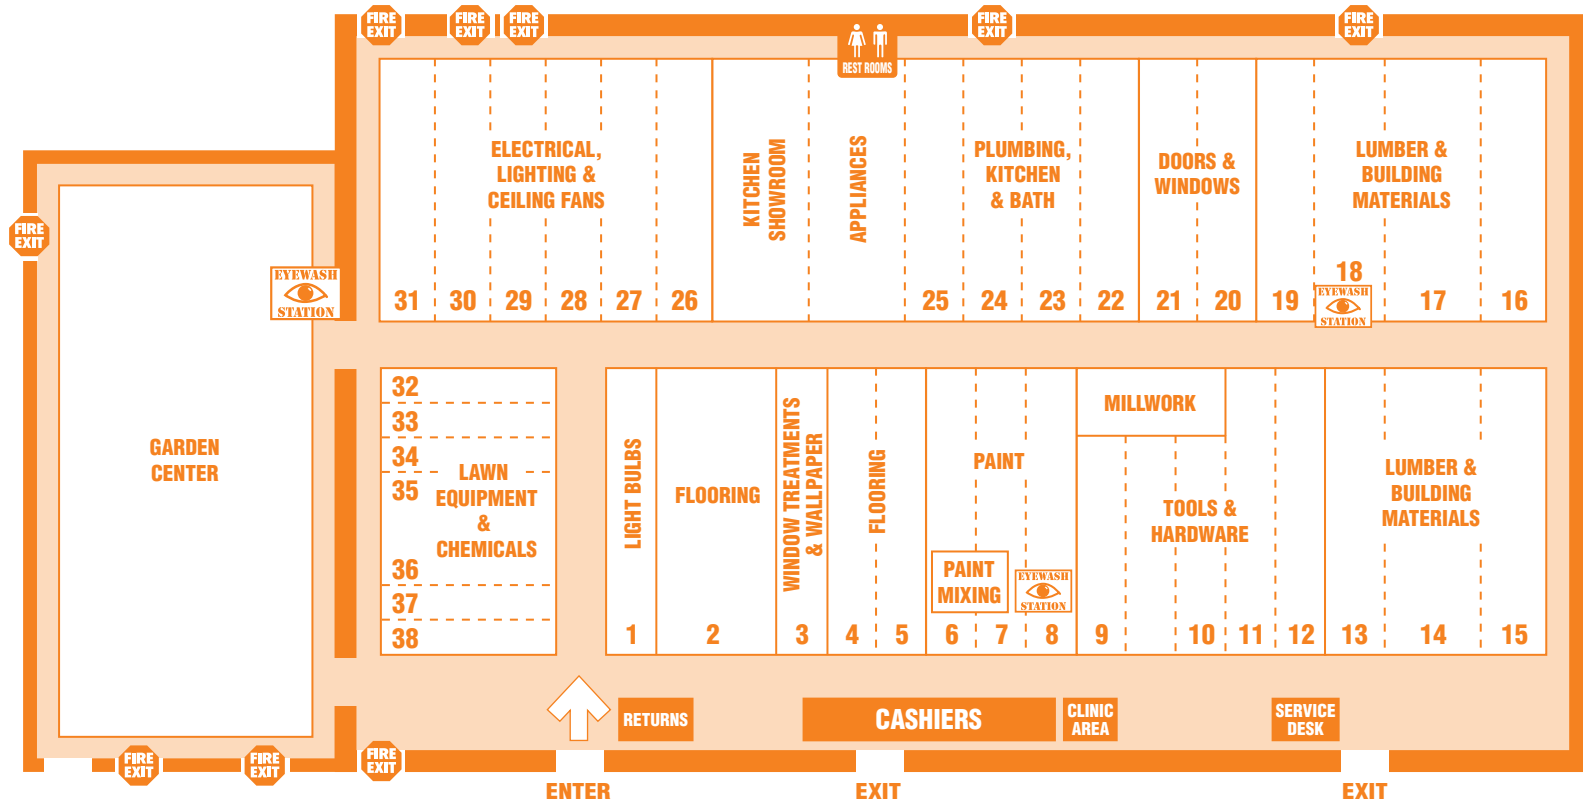 FIRE
EXIT
FIRE
EXIT
FIRE
EXIT
FIRE
EXIT
FIRE
EXIT
REST ROOMS
ELECTRICAL,
LIGHTING &
CEILING FANS
KITCHEN
SHOWROOM
APPLIANCES
PLUMBING,
KITCHEN
& BATH
DOORS &
WINDOWS
LUMBER &
BUILDING
MATERIALS
FIRE
EXIT
EYEWASH
STATION
31 30 29 28 27 26 25 24 23 22 21 20 19 18 17 16
EYEWASH
STATION
GARDEN
CENTER
32
33
34
35
36
37
38
LAWN
EQUIPMENT
&
CHEMICALS
LIGHT BULBS
FLOORING
WINDOW TREATMENTS
& WALLPAPER
FLOORING
PAINT
PAINT
MIXING
EYEWASH
STATION
MILLWORK
TOOLS &
HARDWARE
LUMBER &
BUILDING
MATERIALS
1 2 3 4 5 6 7 8 9 10 11 12 13 14 15
RETURNS
CASHIERS
CLINIC
AREA
SERVICE
DESK
FIRE
EXIT
FIRE
EXIT
FIRE
EXIT
ENTER
EXIT
EXIT